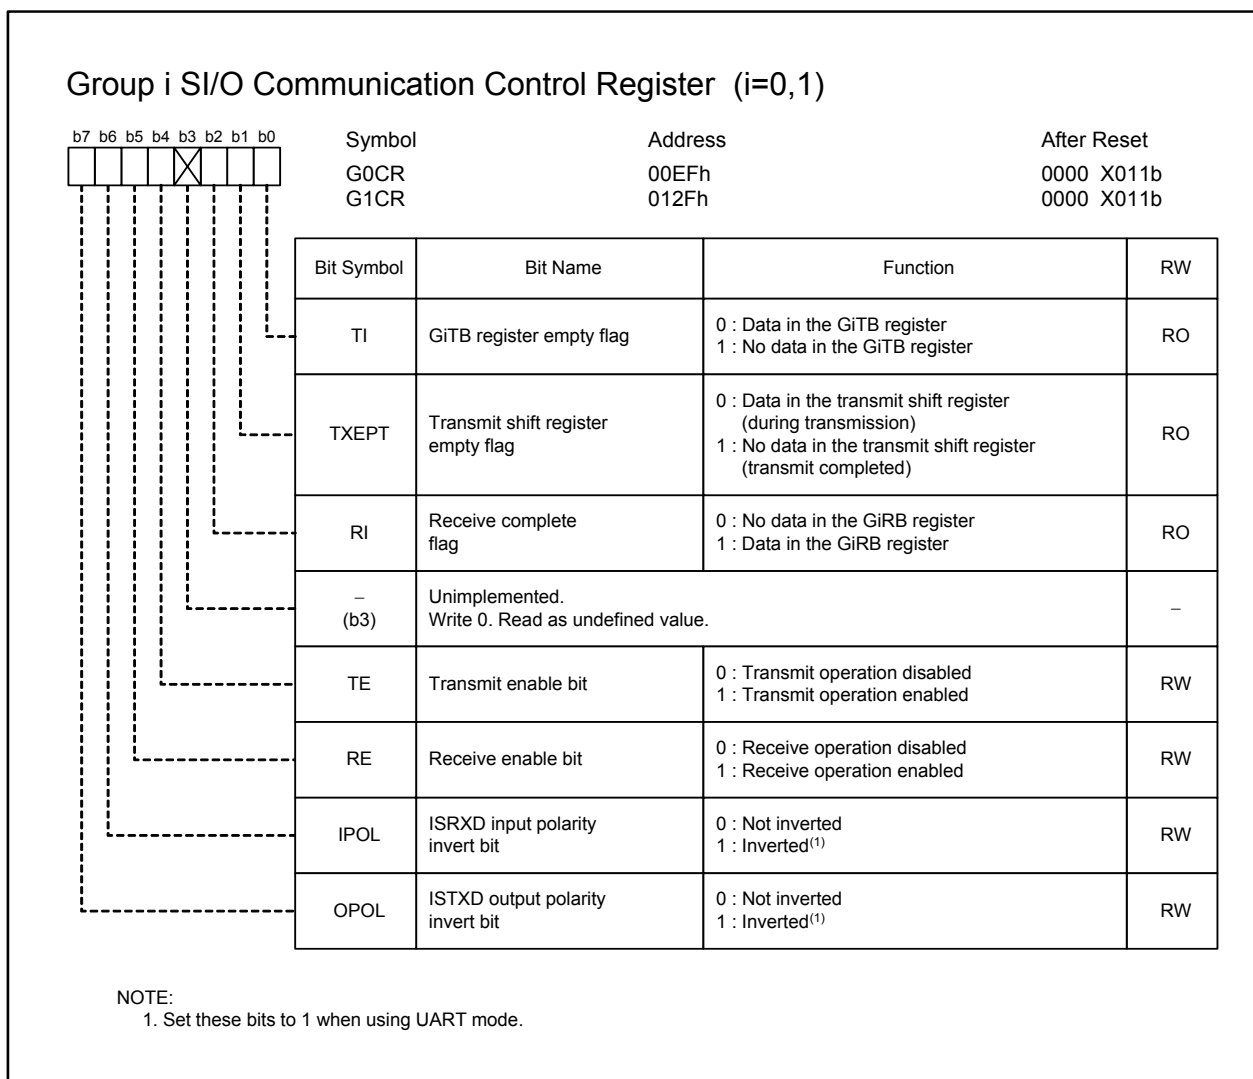 Group i SI/O Communication Control Register (i=0,1)
b7 b6 b5 b4 b3 b2 b1 b0
Symbol Address After Reset
G0CR 00EFh 0000 X011b
G1CR 012Fh 0000 X011b
Bit Symbol Bit Name Function RW
TI GiTB register empty flag 0 : Data in the GiTB register
1 : No data in the GiTB register RO
TXEPT Transmit shift register
empty flag 0 : Data in the transmit shift register
(during transmission)
1 : No data in the transmit shift register
(transmit completed) RO
RI Receive complete
flag 0 : No data in the GiRB register
1 : Data in the GiRB register RO
–
(b3) Unimplemented.
Write 0. Read as undefined value. –
TE Transmit enable bit 0 : Transmit operation disabled
1 : Transmit operation enabled RW
RE Receive enable bit 0 : Receive operation disabled
1 : Receive operation enabled RW
IPOL ISRXD input polarity
invert bit 0 : Not inverted
1 : Inverted(1) RW
OPOL ISTXD output polarity
invert bit 0 : Not inverted
1 : Inverted(1) RW
NOTE:
1. Set these bits to 1 when using UART mode.